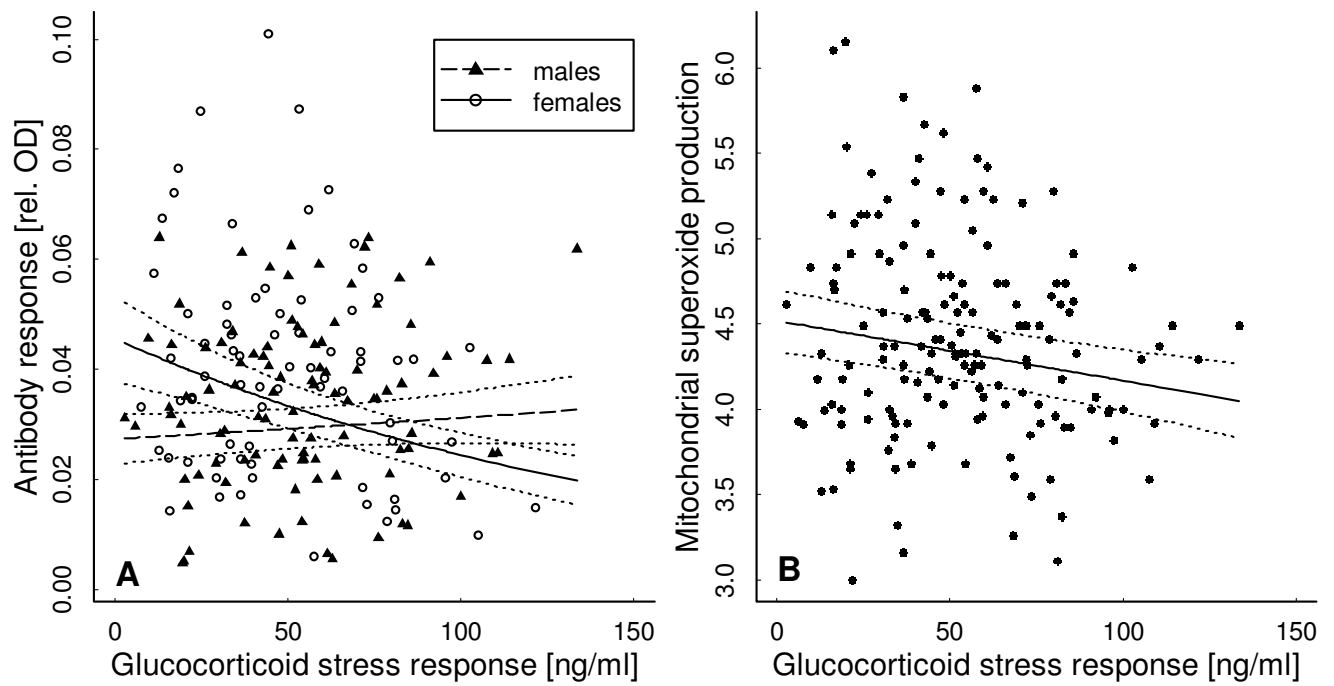 Antibody response [rel. OD]
0.10
0.08
0.06
0.04
0.02
0.00
males
females
A
0
50
100
150
Glucocorticoid stress response [ng/ml]
Mitochondrial superoxide production
6.0
5.5
5.0
4.5
4.0
3.5
3.0
B
0
50
100
150
Glucocorticoid stress response [ng/ml]